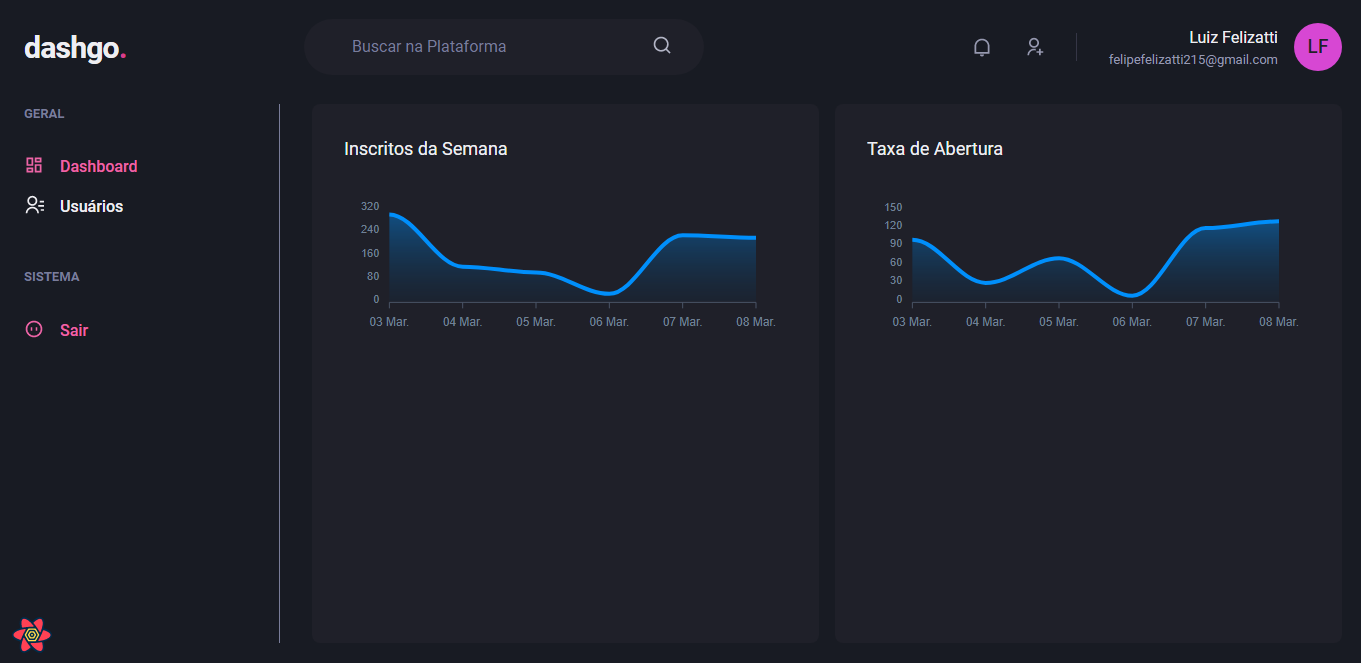 dashgo.
Buscar na Plataforma
Luiz Felizatti
felipefelizatti215@gmail.com
LF
GERAL
Dashboard
Usuários
SISTEMA
Sair
Inscritos da Semana
320
240
160
80
0
03 Mar. 04 Mar. 05 Mar. 06 Mar. 07 Mar. 08 Mar.
Taxa de Abertura
150
120
90
60
30
0
03 Mar. 04 Mar. 05 Mar. 06 Mar. 07 Mar. 08 Mar.